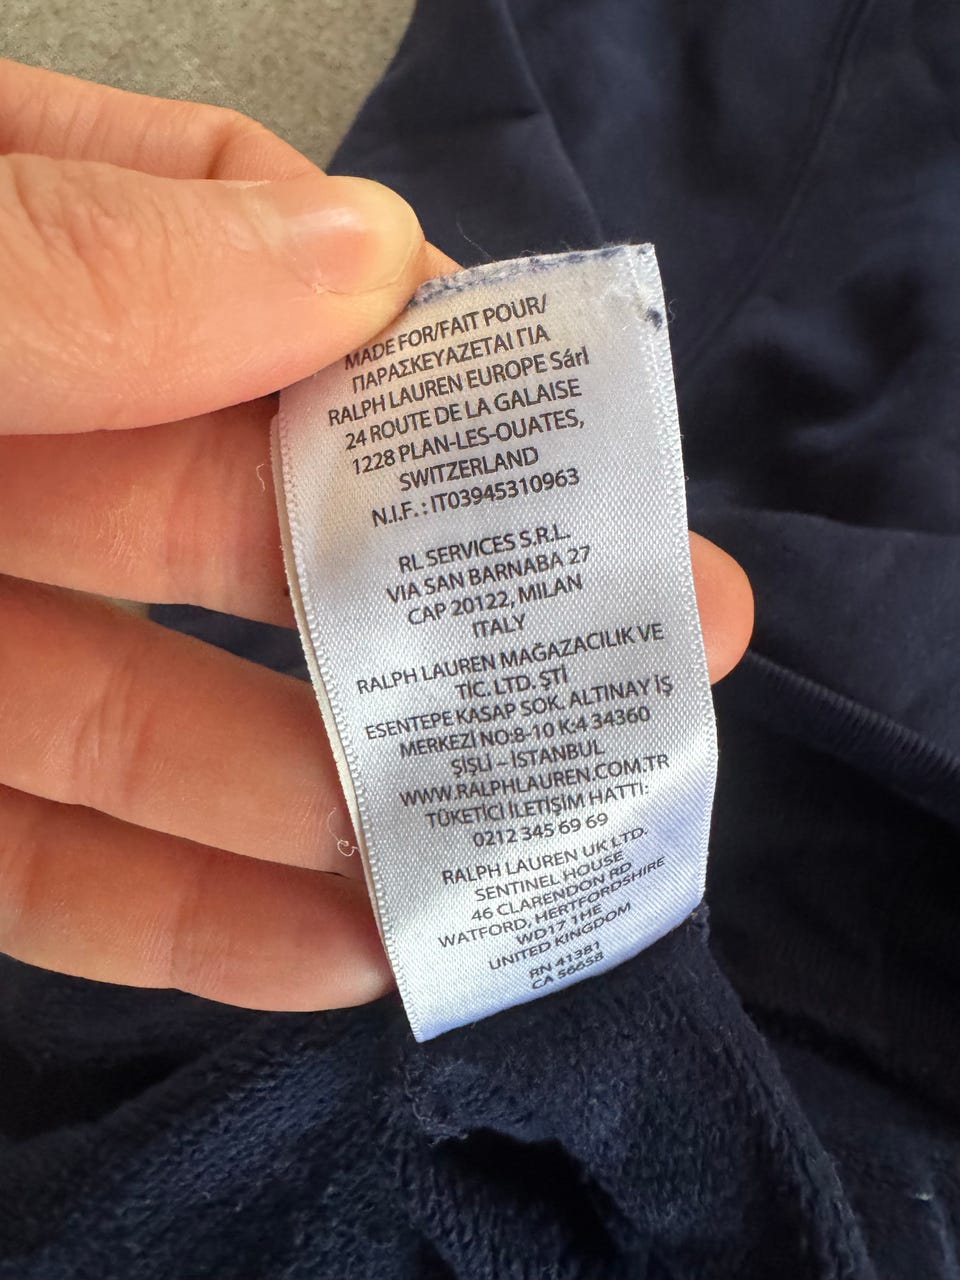 MADE FOR/FAIT POUR/
ΠΑΡΑΣΚΕΥΑΖΕΤΑΙ ΓΙΑ
RALPH LAUREN EUROPE Sárl
24 ROUTE DE LA GALAISE
1228 PLAN-LES-OUATES,
SWITZERLAND
N.I.F. : IT03945310963
RL SERVICES S.R.L.
VIA SAN BARNABA 27
CAP 20122, MILAN
ITALY
RALPH LAUREN MAĞAZACILIK VE
TİC. LTD. ŞTİ
ESENTEPE KASAP SOK. ALTINAY İŞ
MERKEZİ NO:8-10 K:4 34360
ŞİŞLİ – İSTANBUL
WWW.RALPHLAUREN.COM.TR
TÜKETİCİ İLETİŞİM HATTI:
0212 345 69 69
RALPH LAUREN UK LTD.
SENTINEL HOUSE
46 CLARENDON RD
WATFORD, HERTFORDSHIRE
WD17 1HE
UNITED KINGDOM
RN 41381
CA 56658